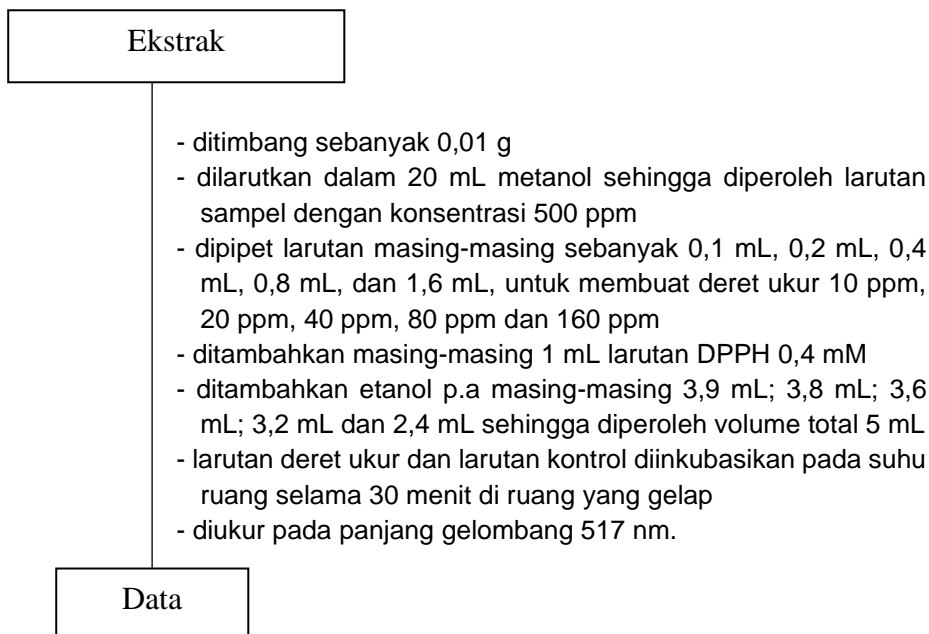 Ekstrak
- ditimbang sebanyak 0,01 g
- dilarutkan dalam 20 mL metanol sehingga diperoleh larutan
sampel dengan konsentrasi 500 ppm
- dipipet larutan masing-masing sebanyak 0,1 mL, 0,2 mL, 0,4
mL, 0,8 mL, dan 1,6 mL, untuk membuat deret ukur 10 ppm,
20 ppm, 40 ppm, 80 ppm dan 160 ppm
- ditambahkan masing-masing 1 mL larutan DPPH 0,4 mM
- ditambahkan etanol p.a masing-masing 3,9 mL; 3,8 mL; 3,6
mL; 3,2 mL dan 2,4 mL sehingga diperoleh volume total 5 mL
- larutan deret ukur dan larutan kontrol diinkubasikan pada suhu
ruang selama 30 menit di ruang yang gelap
- diukur pada panjang gelombang 517 nm.
Data